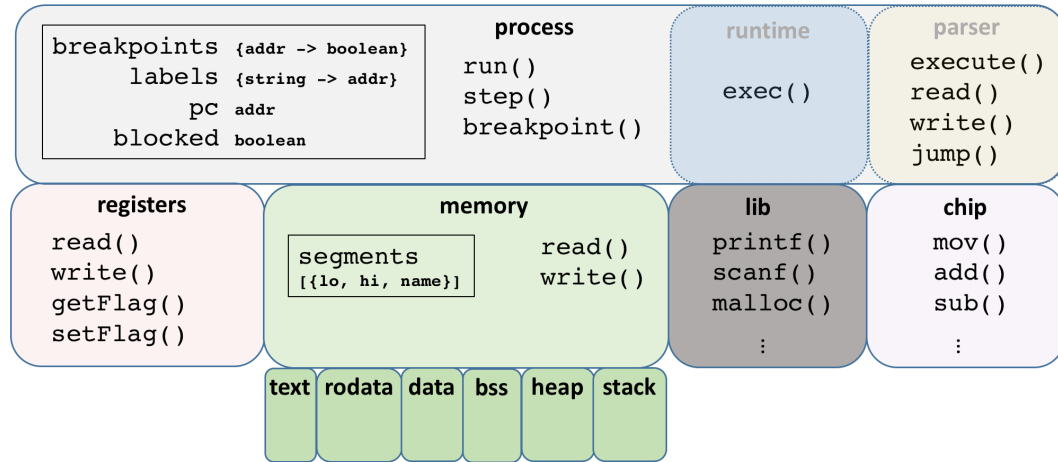 process
breakpoints {addr -> boolean}
labels {string -> addr}
pc addr
blocked boolean
run()
step()
breakpoint()
runtime
exec()
parser
execute()
read()
write()
jump()
registers
read()
write()
getFlag()
setFlag()
memory
segments
[{lo, hi, name}]
read()
write()
lib
printf()
scanf()
malloc()
⋮
chip
mov()
add()
sub()
⋮
text rodata data bss heap stack